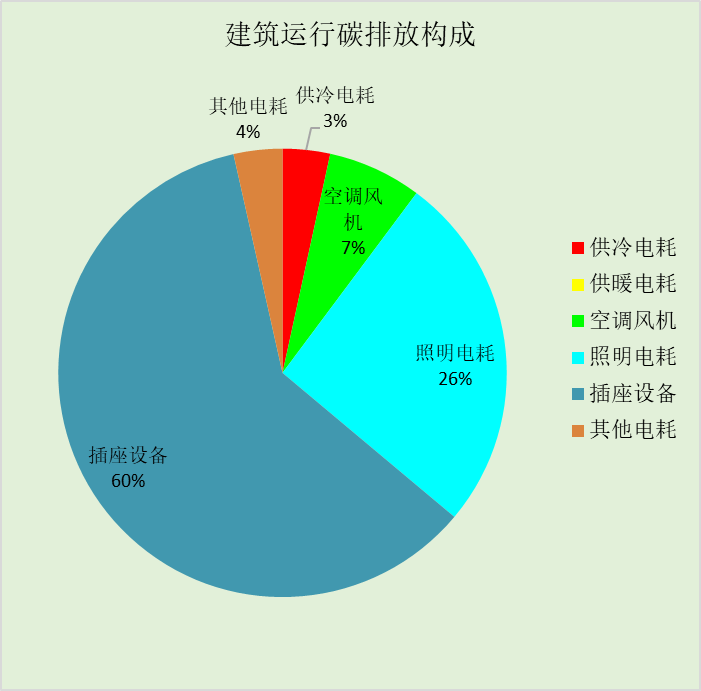 建筑运行碳排放构成
供冷电耗
3%
其他电耗
4%
空调风
机
7%
照明电耗
26%
插座设备
60%
供冷电耗
供暖电耗
空调风机
照明电耗
插座设备
其他电耗